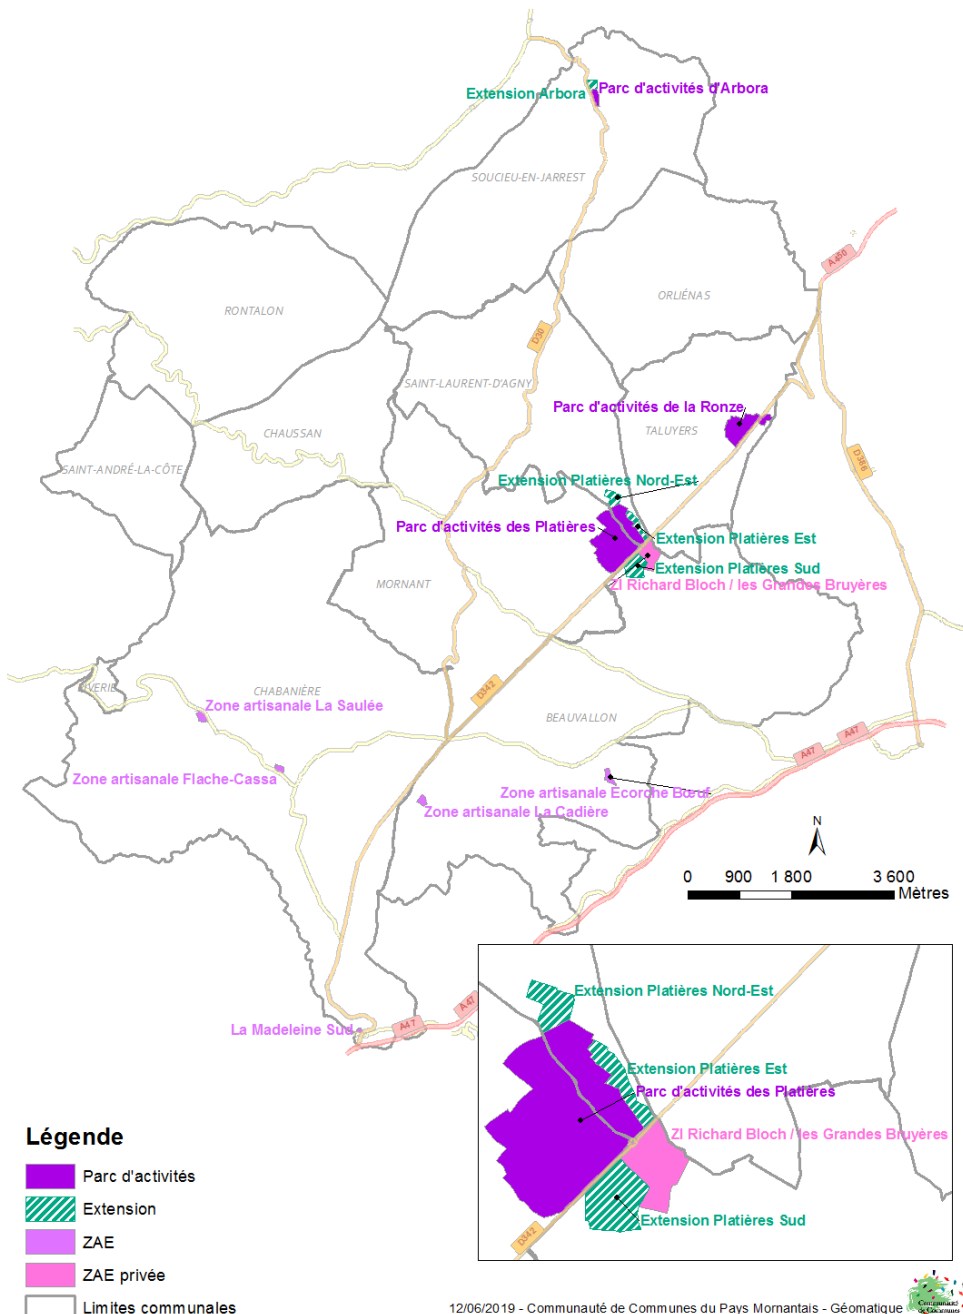 Parc d'activités d'Arbora
Extension Arbora
SOUCIEU-EN-JARREST
A450
ORLIÉNAS
RONTALON
D30
SAINT-LAURENT-D'AGNY
Parc d'activités de la Ronze
TALUYERS
CHAUSSAN
D386
SAINT-ANDRÉ-LA-CÔTE
Extension Platières Nord-Est
Parc d'activités des Platières
Extension Platières Est
Extension Platières Sud
MORNANT
ZI Richard Bloch / les Grandes Bruyères
RIVERIE
CHABANIÈRE
D342
Zone artisanale La Saulée
BEAUVALLON
A47
A47
Zone artisanale Flache-Cassa
Zone artisanale Ecorche Bœuf
Zone artisanale La Cadière
N
0 900 1 800 3 600
Mètres
Extension Platières Nord-Est
A47
A47
La Madeleine Sud
Extension Platières Est
Parc d'activités des Platières
ZI Richard Bloch / les Grandes Bruyères
Extension Platières Sud
D342
Légende
Parc d'activités
Extension
ZAE
ZAE privée
Limites communales
12/06/2019 - Communauté de Communes du Pays Mornantais - Géomatique
Communauté
de Communes